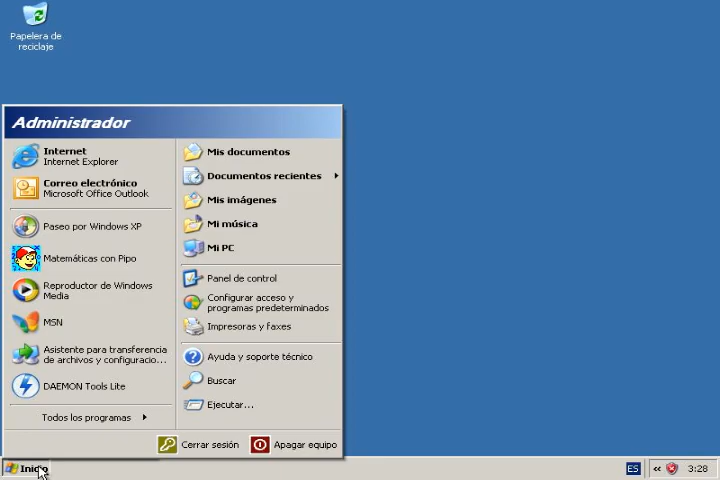 Papelera de
reciclaje
Administrador
Internet
Internet Explorer
Correo electrónico
Microsoft Office Outlook
Paseo por Windows XP
Matemáticas con Pipo
Reproductor de Windows
Media
MSN
Asistente para transferencia
de archivos y configuracio...
DAEMON Tools Lite
Todos los programas
Mis documentos
Documentos recientes
Mis imágenes
Mi música
Mi PC
Panel de control
Configurar acceso y
programas predeterminados
Impresoras y faxes
Ayuda y soporte técnico
Buscar
Ejecutar...
Cerrar sesión
Apagar equipo
Inicio
ES
«
3:28